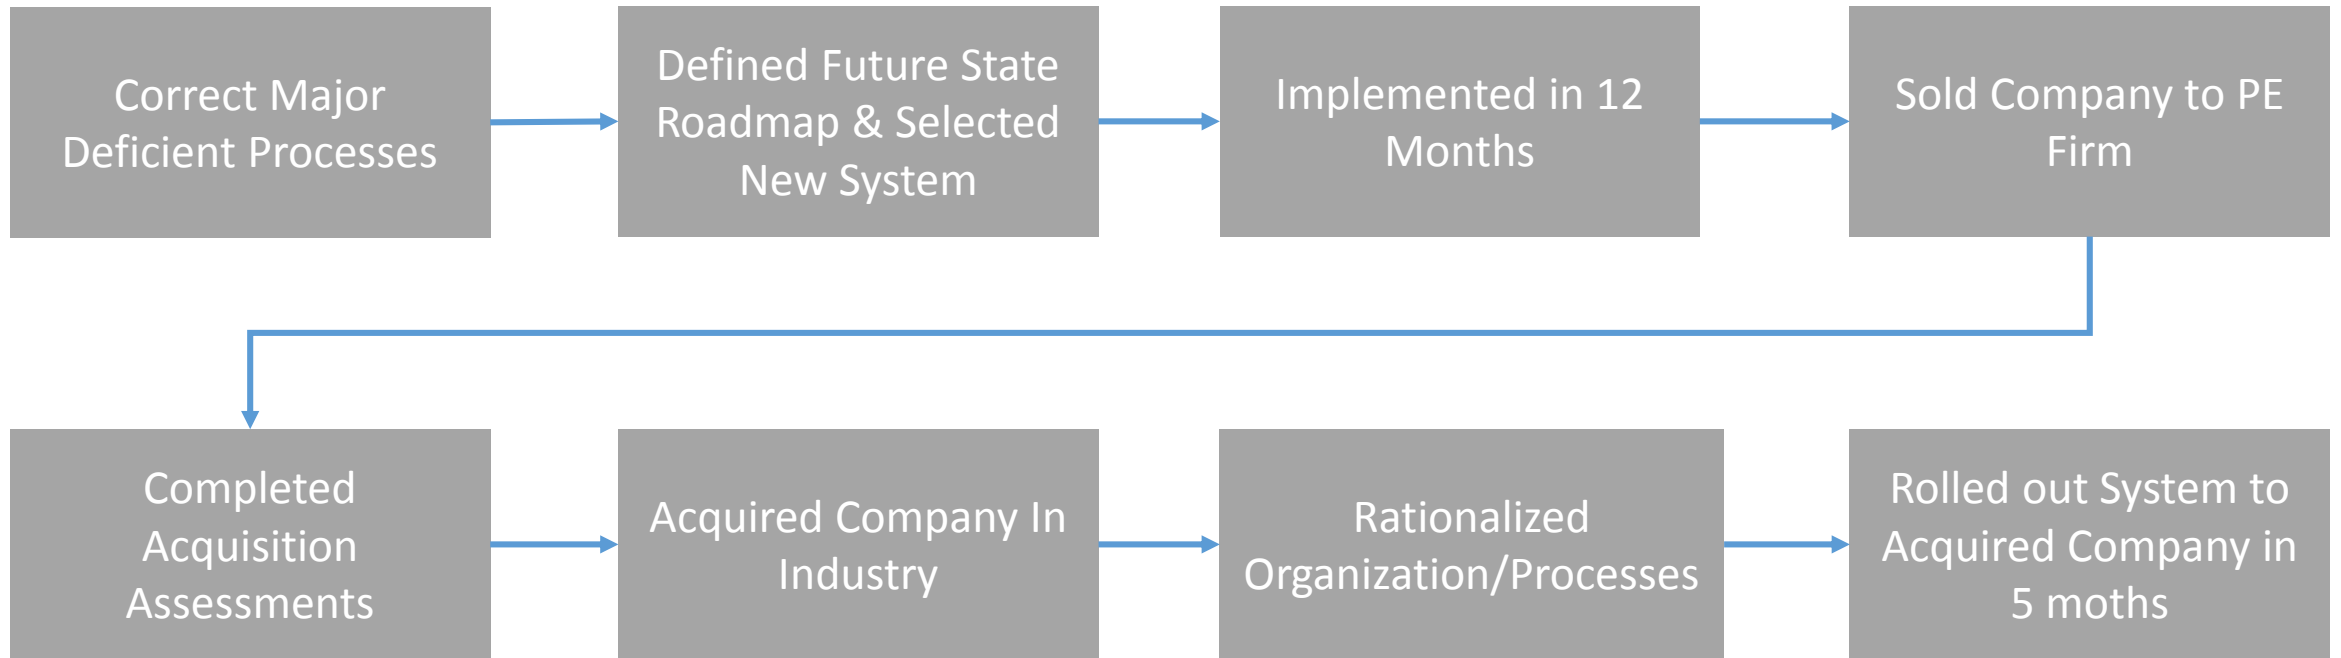 Correct Major
Deficient Processes
Defined Future State
Roadmap & Selected
New System
Implemented in 12
Months
Sold Company to PE
Firm
Completed
Acquisition
Assessments
Acquired Company In
Industry
Rationalized
Organization/Processes
Rolled out System to
Acquired Company in
5 moths